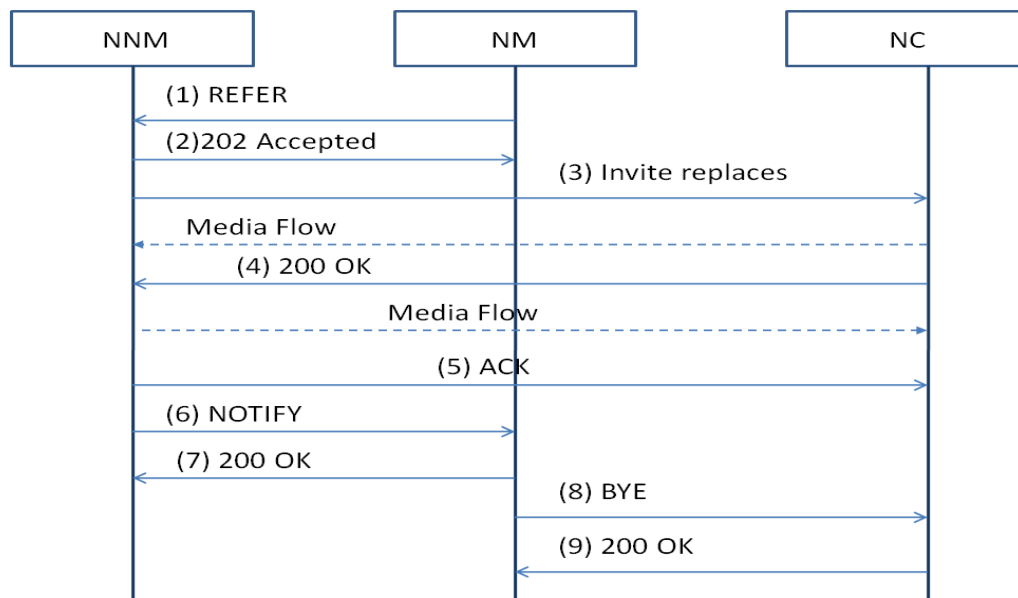 NNM
NM
NC
(1) REFER
(2)202 Accepted
(3) Invite replaces
Media Flow
(4) 200 OK
Media Flow
(5) ACK
(6) NOTIFY
(7) 200 OK
(8) BYE
(9) 200 OK